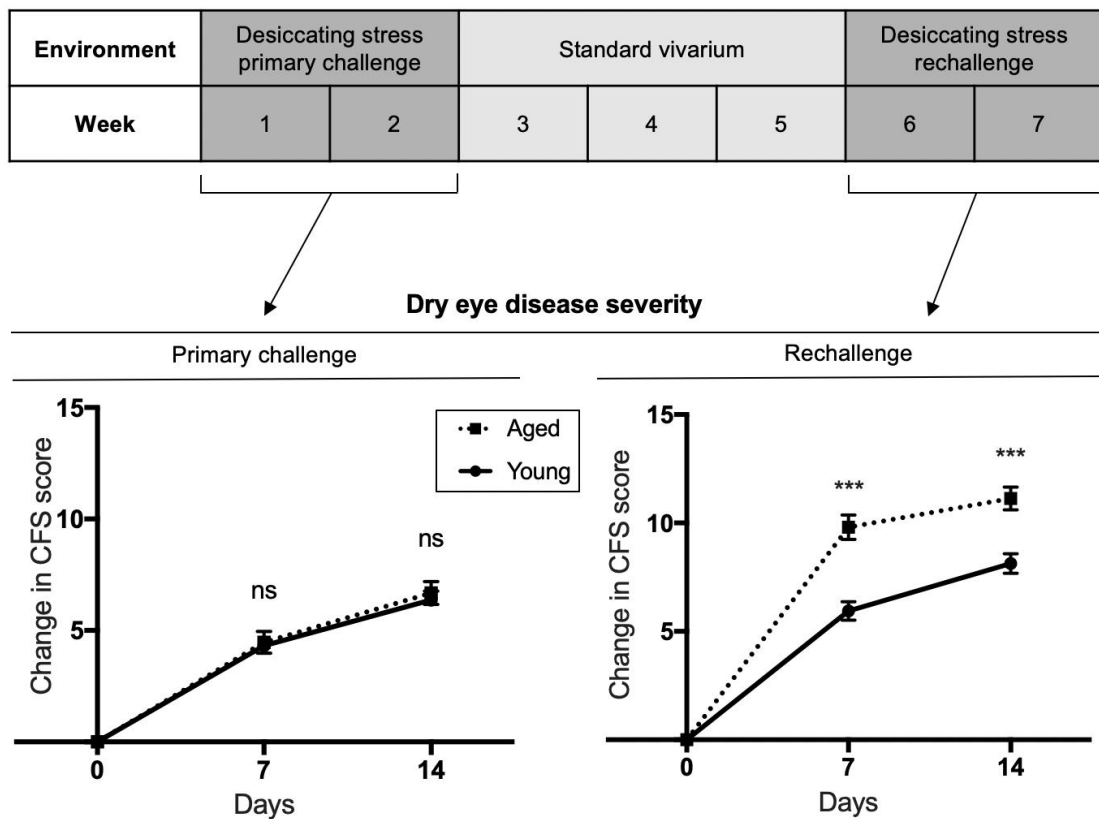 Environment
Desiccating stress
primary challenge
Standard vivarium
Desiccating stress
rechallenge
Week
1
2
3
4
5
6
7
Dry eye disease severity
Primary challenge
Rechallenge
Change in CFS score
15
10
5
0
7
14
Days
ns
ns
Aged
Young
Change in CFS score
15
10
5
0
7
14
Days
***
***